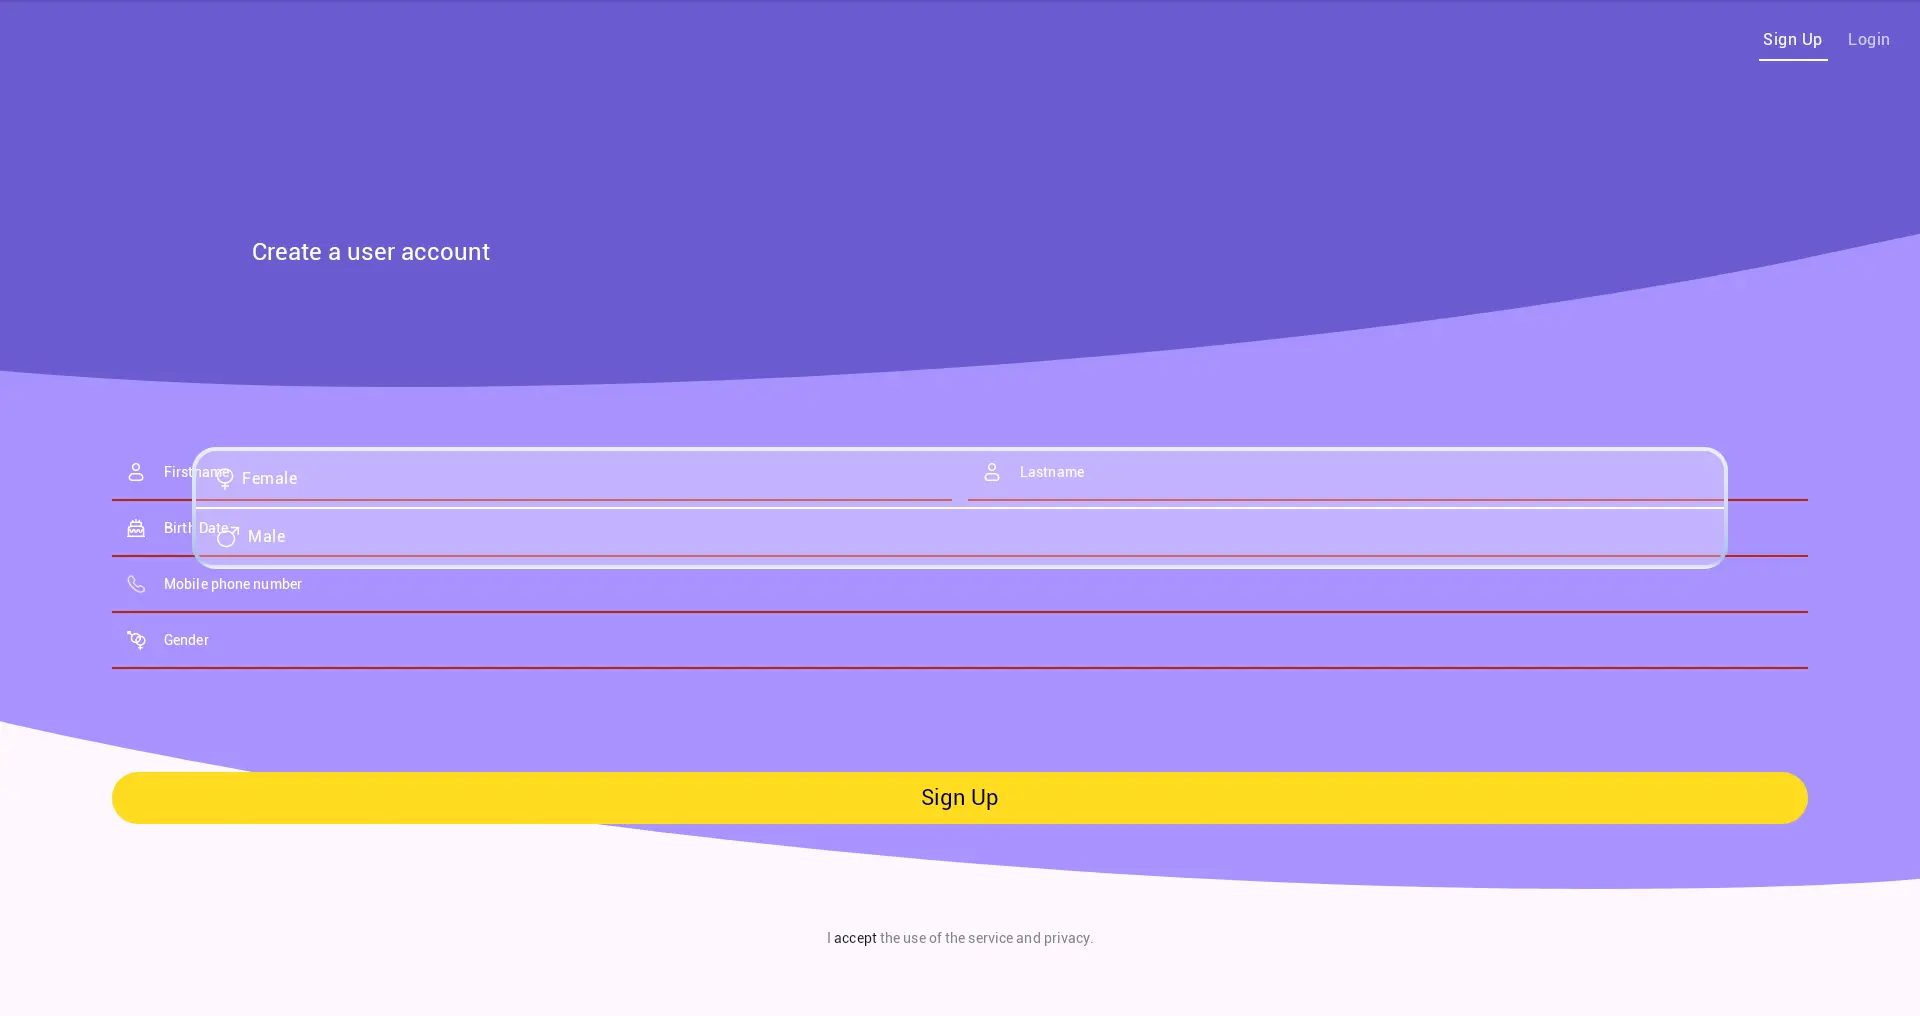 Sign Up Login
Create a user account
Firstname
Female
Lastname
Birth Date
Male
Mobile phone number
Gender
Sign Up
I accept the use of the service and privacy.